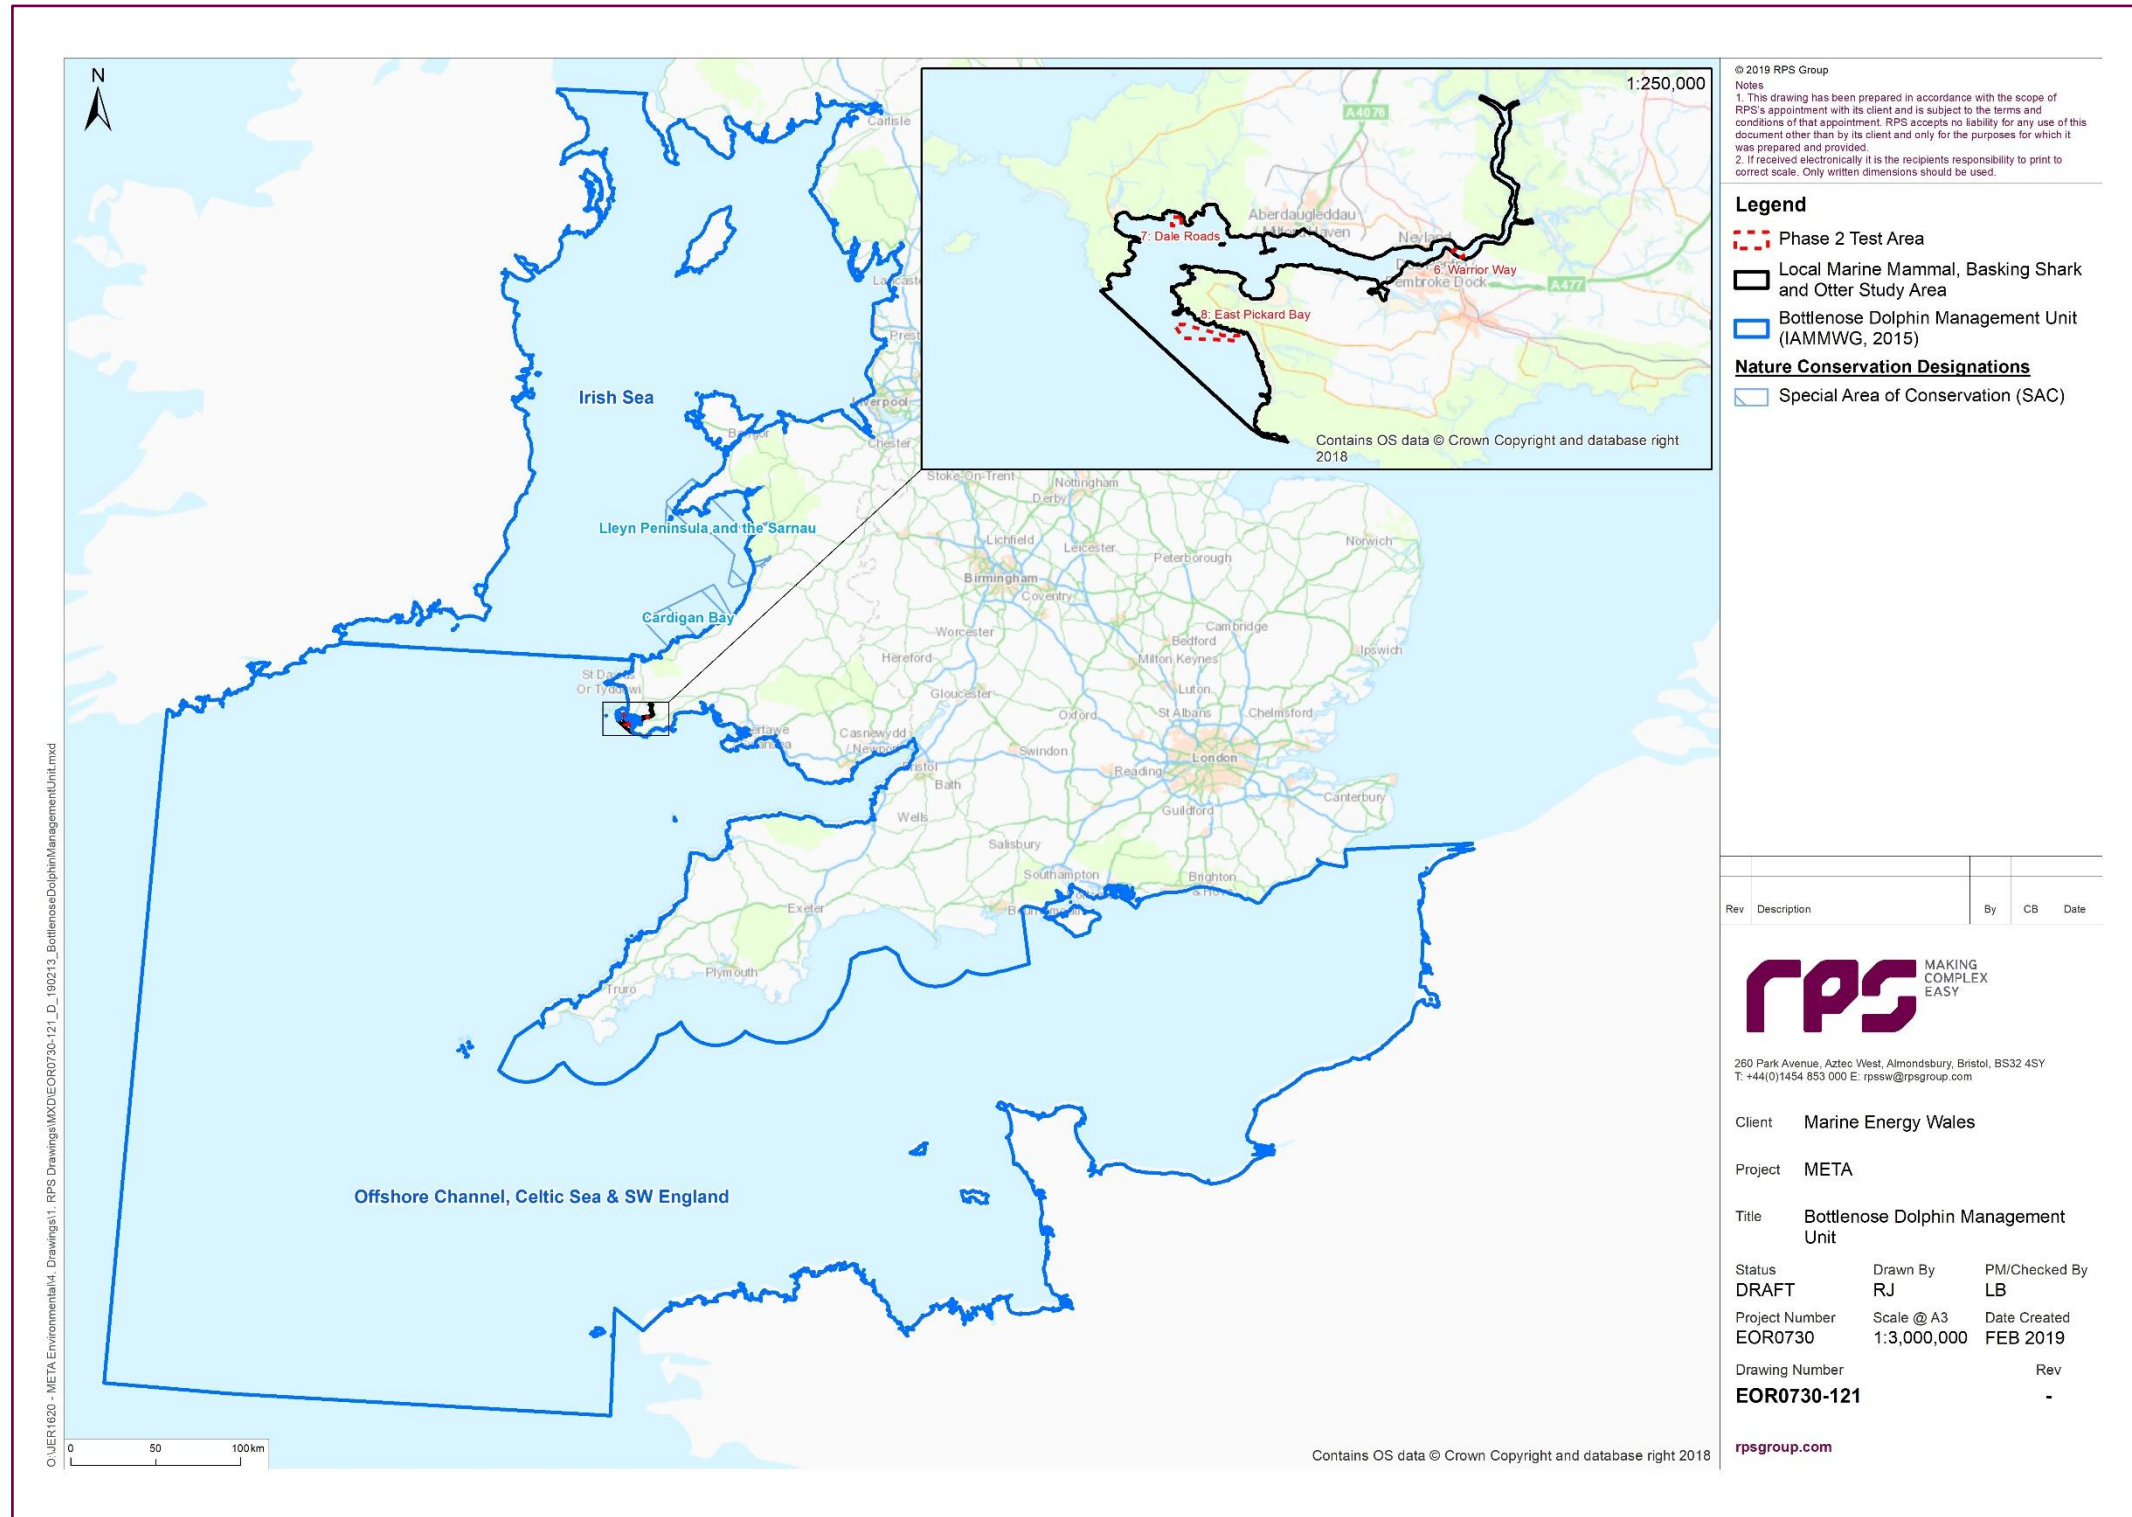 N
Carlisle
Irish Sea
Bangor
Liverpool
Chester
Lleyn Peninsula and the Sarnau
Cardigan Bay
Stoke-On-Trent
Nottingham
Derby
Lichfield
Leicester
Norwich
Peterborough
Birmingham
Coventry
Worcester
Cambridge
Bedford
Hereford
Milton Keynes
Ipswich
Or Tyddewi
Gloucester
Luton
Oxford
St Albans
Chelmsford
Casnewydd
/ Newport
Swindon
London
Bristol
Reading
Bath
Canterbury
Guildford
Wells
Salisbury
Southampton
Brighton
Exeter
Plymouth
Truro
Offshore Channel, Celtic Sea & SW England
0 50 100km
Contains OS data © Crown Copyright and database right 2018
1:250,000
A4076
Aberdaugleddau
/ Milford Haven
7: Dale Roads
Neyland
6: Warrior Way
Pembroke Dock
A477
8: East Pickard Bay
Contains OS data © Crown Copyright and database right
2018
O:\JER1620 - META Environmental\4. Drawings\1. RPS Drawings\MXD\EOR0730-121_D_190213_BottlenoseDolphinManagementUnit.mxd
© 2019 RPS Group
Notes
1. This drawing has been prepared in accordance with the scope of
RPS's appointment with its client and is subject to the terms and
conditions of that appointment. RPS accepts no liability for any use of this
document other than by its client and only for the purposes for which it
was prepared and provided.
2. If received electronically it is the recipients responsibility to print to
correct scale. Only written dimensions should be used.
Legend
Phase 2 Test Area
Local Marine Mammal, Basking Shark
and Otter Study Area
Bottlenose Dolphin Management Unit
(IAMMWG, 2015)
Nature Conservation Designations
Special Area of Conservation (SAC)
Rev Description By CB Date
rps
MAKING
COMPLEX
EASY
260 Park Avenue, Aztec West, Almondsbury, Bristol, BS32 4SY
T: +44(0)1454 853 000 E: rpssw@rpsgroup.com
Client Marine Energy Wales
Project META
Title Bottlenose Dolphin Management
Unit
Status Drawn By PM/Checked By
DRAFT RJ LB
Project Number Scale @ A3 Date Created
EOR0730 1:3,000,000 FEB 2019
Drawing Number Rev
EOR0730-121 -
rpsgroup.com